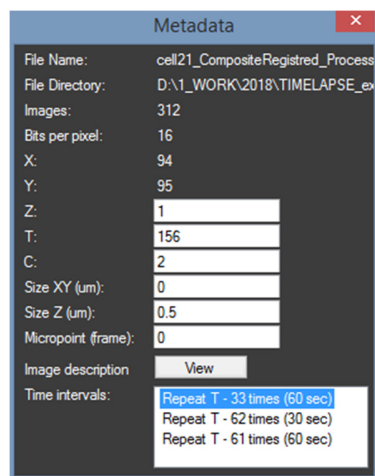 Metadata
File Name: cell21_CompositeRegistred_Process
File Directory: D:\1_WORK\2018\TIMELAPSE_ex
Images: 312
Bits per pixel: 16
X: 94
Y: 95
Z: 1
T: 156
C: 2
Size XY (um): 0
Size Z (um): 0.5
Micropoint (frame): 0
Image description View
Time intervals: Repeat T - 33 times (60 sec)
Repeat T - 62 times (30 sec)
Repeat T - 61 times (60 sec)